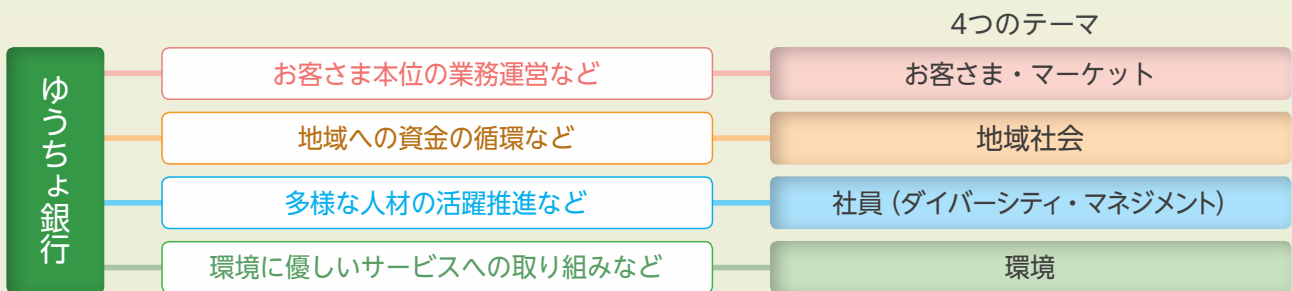 4つのテーマ
ゆうちょ銀行
お客さま本位の業務運営など
お客さま・マーケット
地域への資金の循環など
地域社会
多様な人材の活躍推進など
社員（ダイバーシティ・マネジメント）
環境に優しいサービスへの取り組みなど
環境